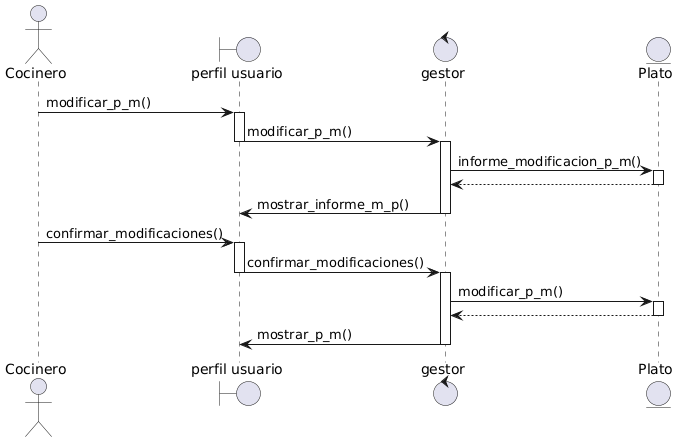 Cocinero
perfil usuario
gestor
Plato
modificar_p_m()
modificar_p_m()
informe_modificacion_p_m()
mostrar_informe_m_p()
confirmar_modificaciones()
confirmar_modificaciones()
modificar_p_m()
mostrar_p_m()
Cocinero
perfil usuario
gestor
Plato